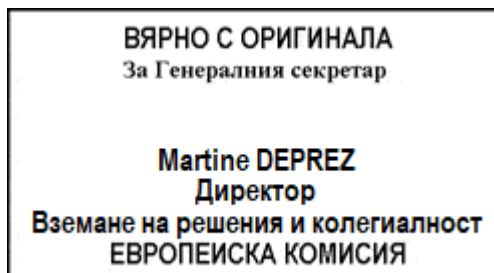 ВЯРНО С ОРИГИНАЛА
За Генералния секретар
Martine DEPREZ
Директор
Вземане на решения и колегиалност
ЕВРОПЕИСКА КОМИСИЯ